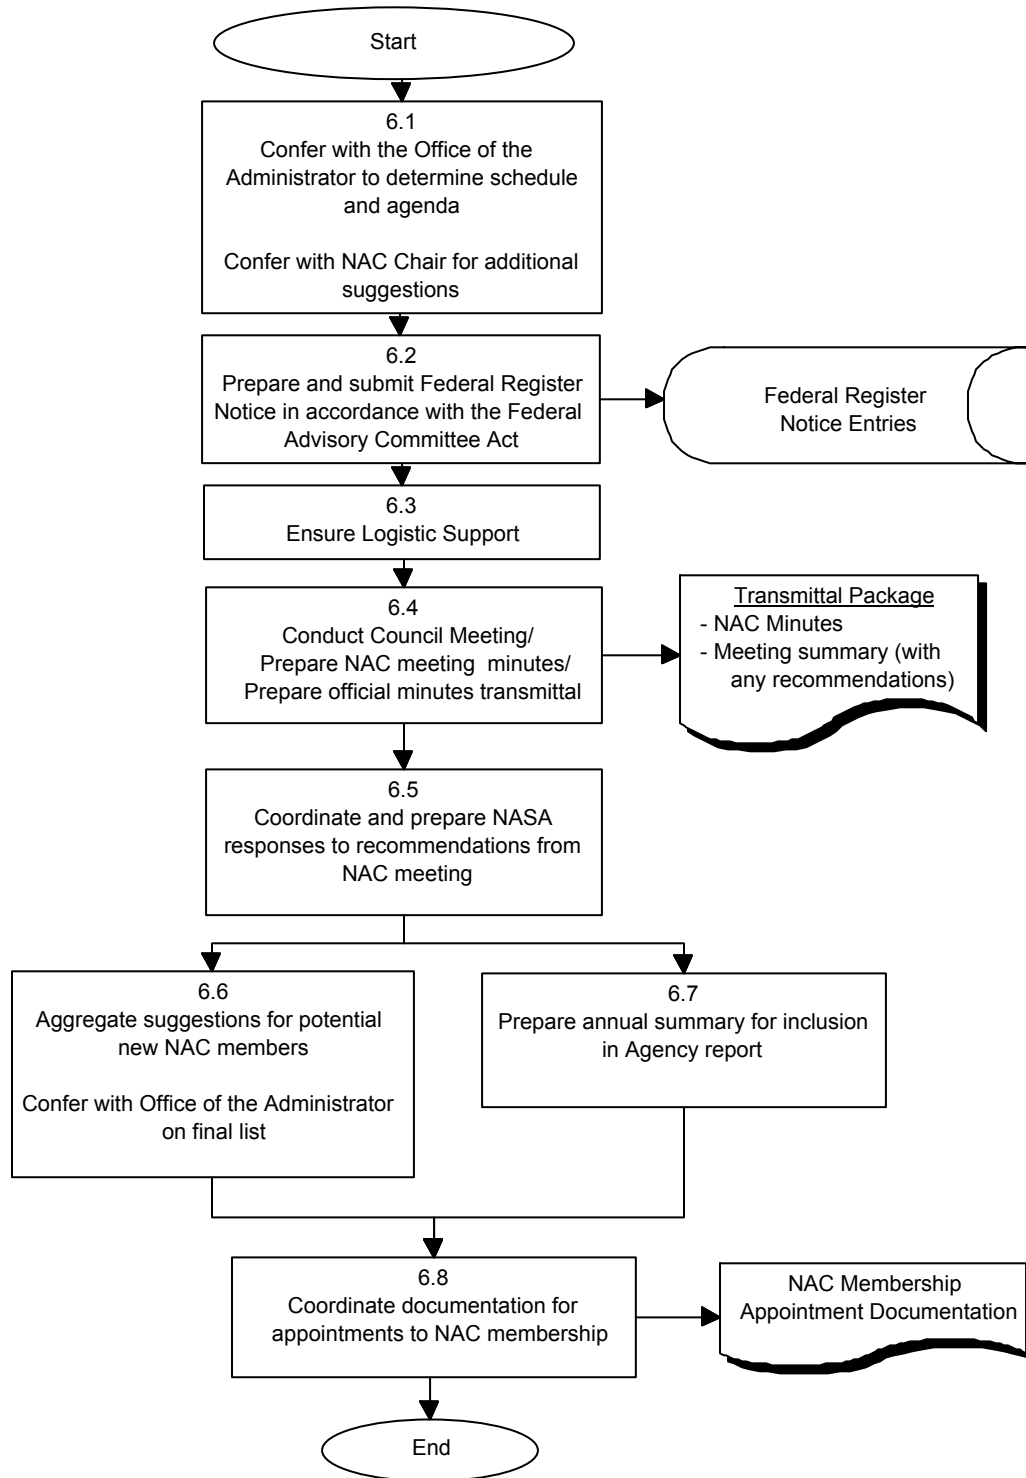 Start
6.1
Confer with the Office of the
Administrator to determine schedule
and agenda
Confer with NAC Chair for additional
suggestions
6.2
Prepare and submit Federal Register
Notice in accordance with the Federal
Advisory Committee Act
Federal Register
Notice Entries
6.3
Ensure Logistic Support
6.4
Conduct Council Meeting/
Prepare NAC meeting minutes/
Prepare official minutes transmittal
Transmittal Package
- NAC Minutes
- Meeting summary (with
any recommendations)
6.5
Coordinate and prepare NASA
responses to recommendations from
NAC meeting
6.6
Aggregate suggestions for potential
new NAC members
Confer with Office of the Administrator
on final list
6.7
Prepare annual summary for inclusion
in Agency report
6.8
Coordinate documentation for
appointments to NAC membership
NAC Membership
Appointment Documentation
End